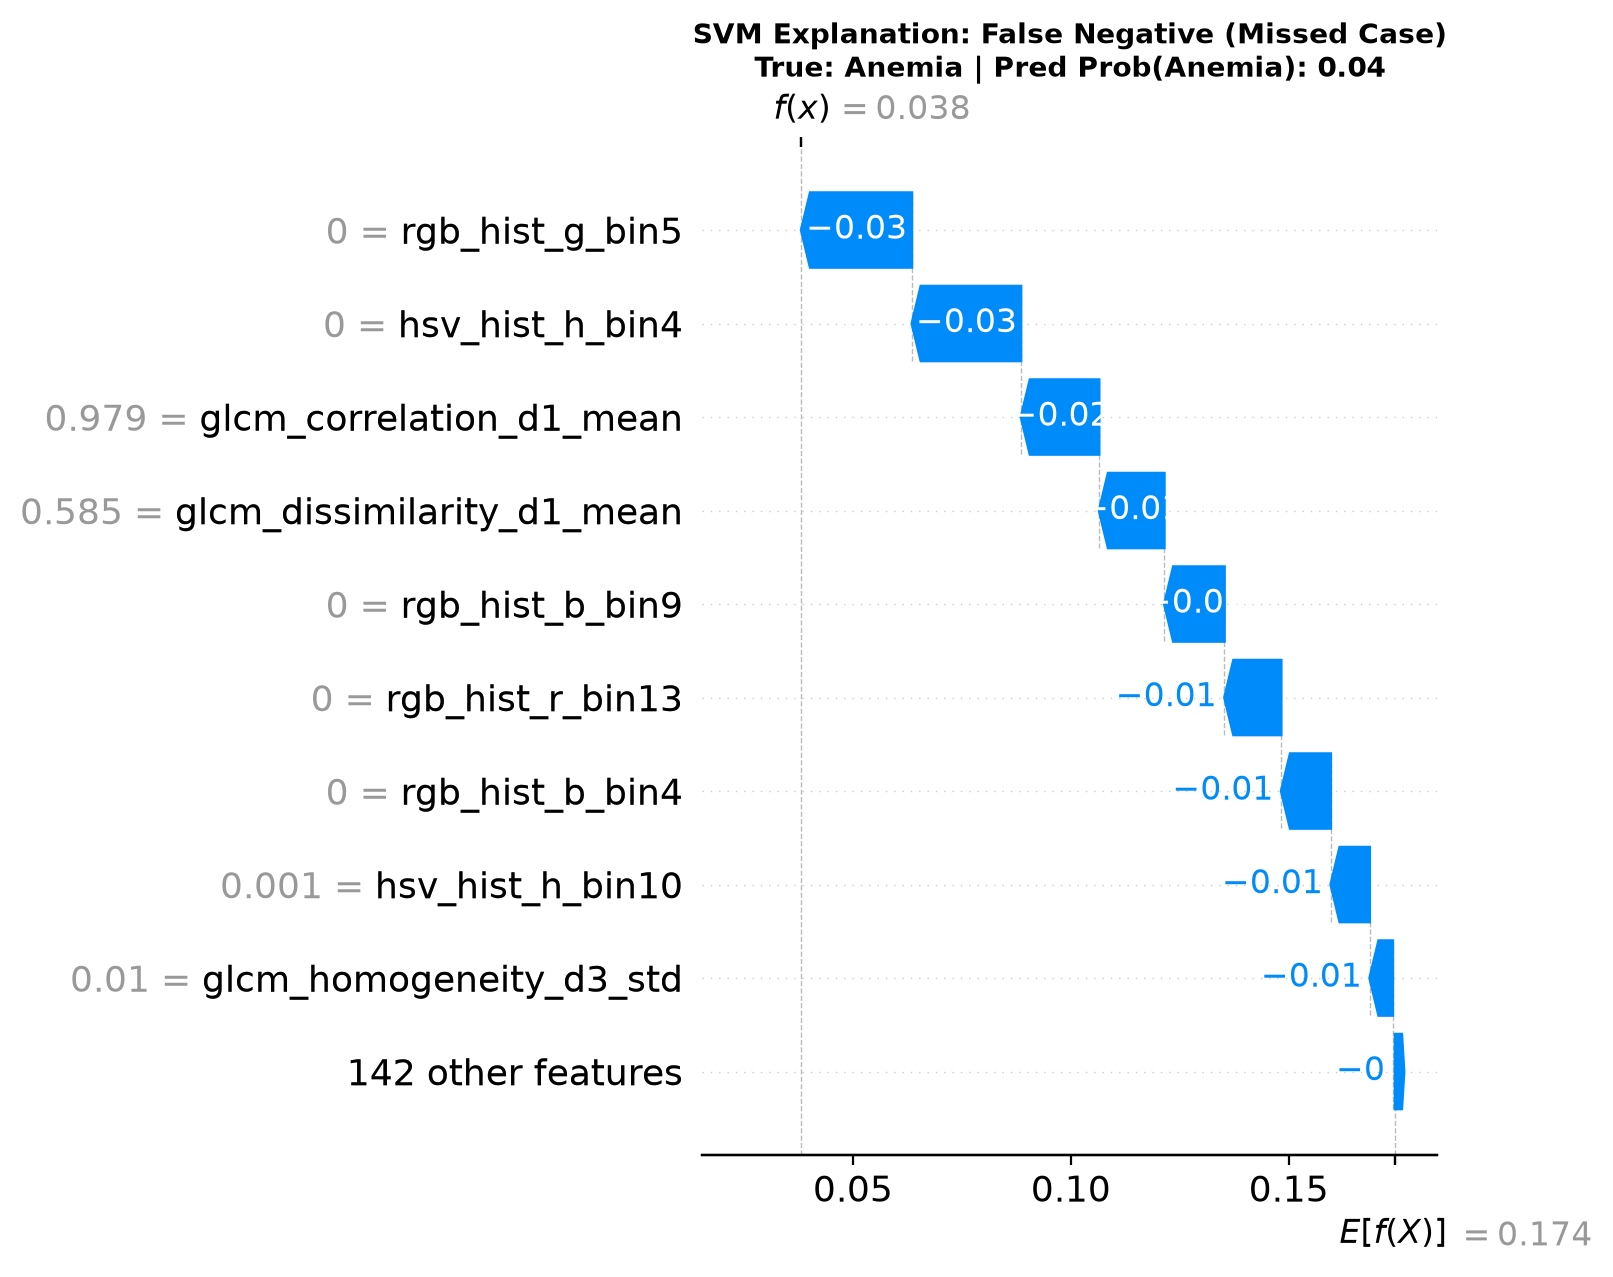 SVM Explanation: False Negative (Missed Case)
True: Anemia | Pred Prob(Anemia): 0.04
f(x) = 0.038
0 = rgb_hist_g_bin5 −0.03
0 = hsv_hist_h_bin4 −0.03
0.979 = glcm_correlation_d1_mean −0.02
0.585 = glcm_dissimilarity_d1_mean
0 = rgb_hist_b_bin9
0 = rgb_hist_r_bin13 −0.01
0 = rgb_hist_b_bin4 −0.01
0.001 = hsv_hist_h_bin10 −0.01
0.01 = glcm_homogeneity_d3_std −0.01
142 other features −0
0.05 0.10 0.15
E[f(X)] = 0.174